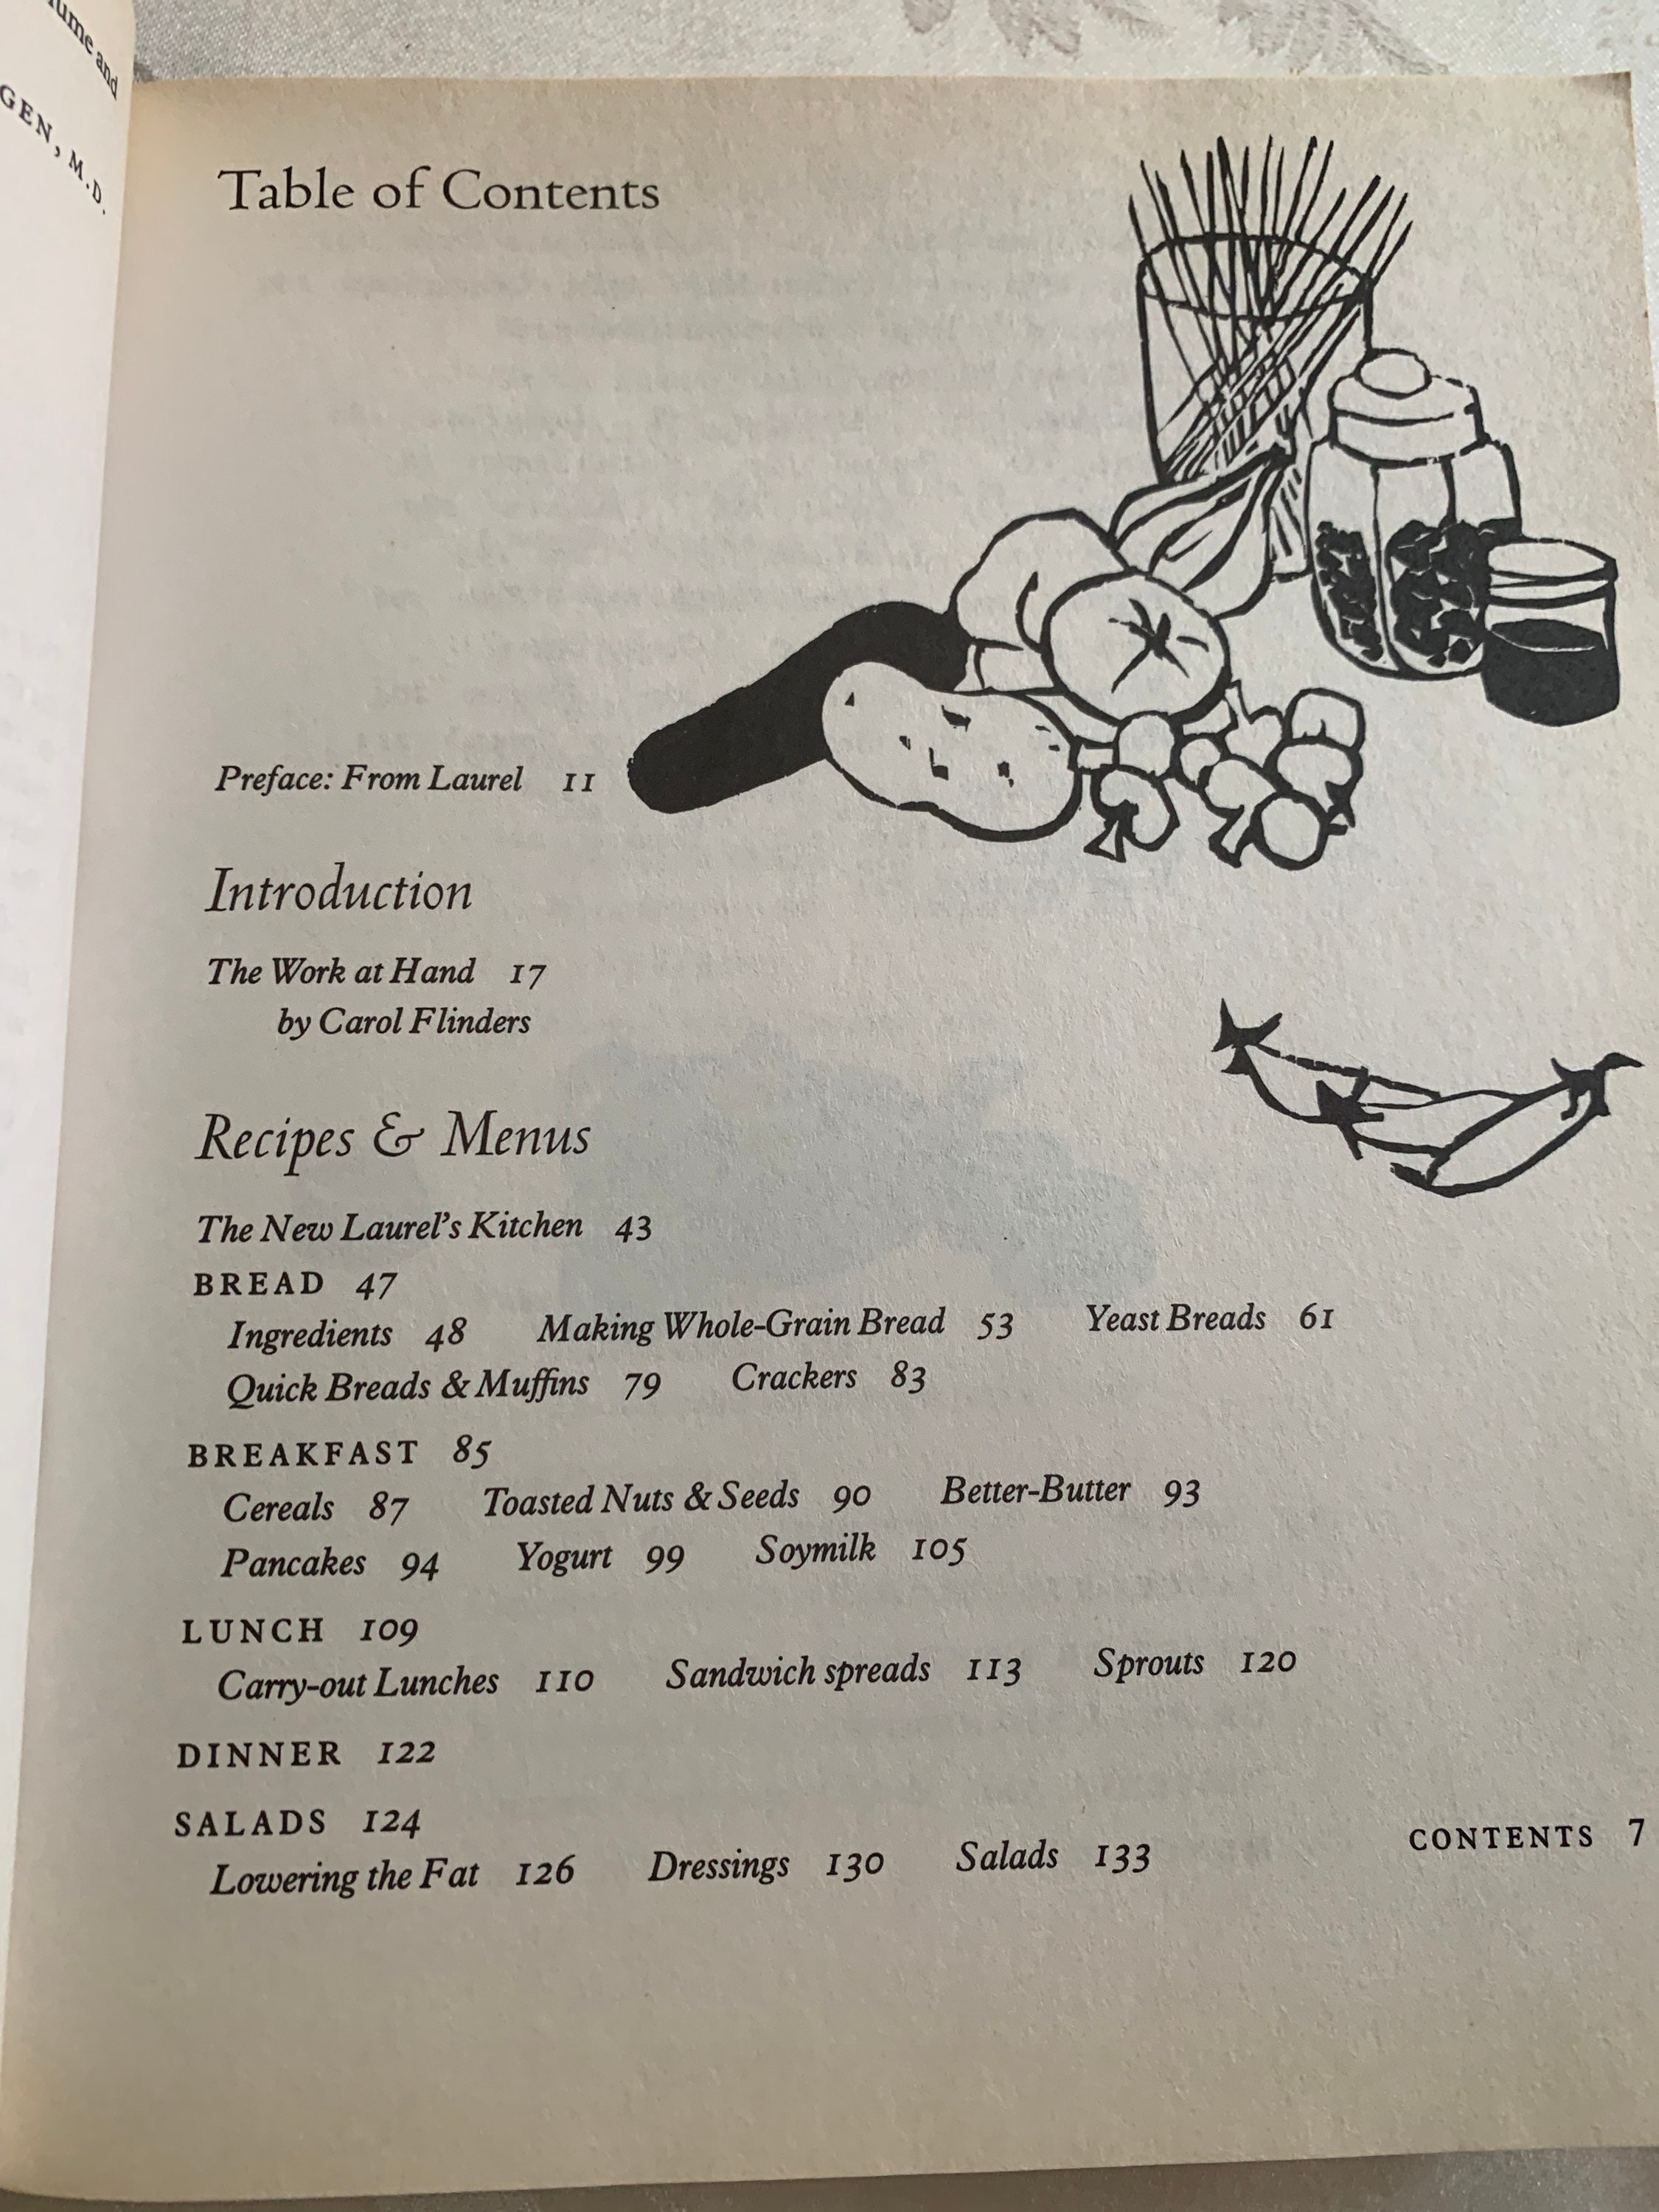 ume and
GEN, M.D.
Table of Contents
Preface: From Laurel 11
Introduction
The Work at Hand 17
by Carol Flinders
Recipes & Menus
The New Laurel's Kitchen 43
BREAD 47
Ingredients 48 Making Whole-Grain Bread 53 Yeast Breads 61
Quick Breads & Muffins 79 Crackers 83
BREAKFAST 85
Cereals 87 Toasted Nuts & Seeds 90 Better-Butter 93
Pancakes 94 Yogurt 99 Soymilk 105
LUNCH 109
Carry-out Lunches 110 Sandwich spreads 113 Sprouts 120
DINNER 122
SALADS 124
Lowering the Fat 126 Dressings 130 Salads 133
CONTENTS 7